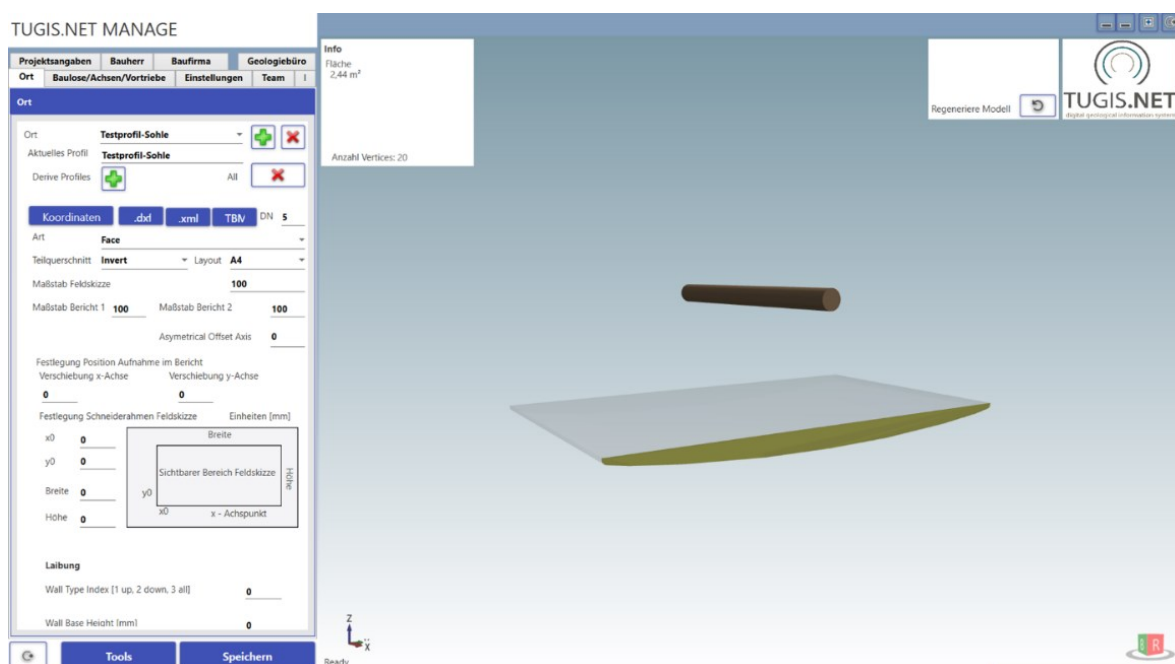 TUGIS.NET MANAGE
Projektsangaben Bauherr Baufirma Geologiebüro
Ort Baulose/Achsen/Vortriebe Einstellungen Team
Ort
Ort Testprofil-Sohle
Aktuelles Profil Testprofil-Sohle
Derive Profiles All
Koordinaten .dxf .xml TBM DN 5
Art Face
Teilquerschnitt Invert Layout A4
Maßstab Feldskizze 100
Maßstab Bericht 1 100 Maßstab Bericht 2 100
Asymetrical Offset Axis 0
Festlegung Position Aufnahme im Bericht
Verschiebung x-Achse Verschiebung y-Achse
0 0
Festlegung Schneiderahmen Feldskizze Einheiten [mm]
x0 0
y0 0
Breite 0
Höhe 0
Breite
Sichtbarer Bereich Feldskizze
Höhe
y0
x0 x - Achspunkt
Laibung
Wall Type Index [1 up, 2 down, 3 all] 0
Wall Base Height [mm] 0
Tools Speichern
Info
Fläche
2,44 m²
Anzahl Vertices: 20
Regeneriere Modell
TUGIS.NET
digital geological information system
Z
X
Ready
R